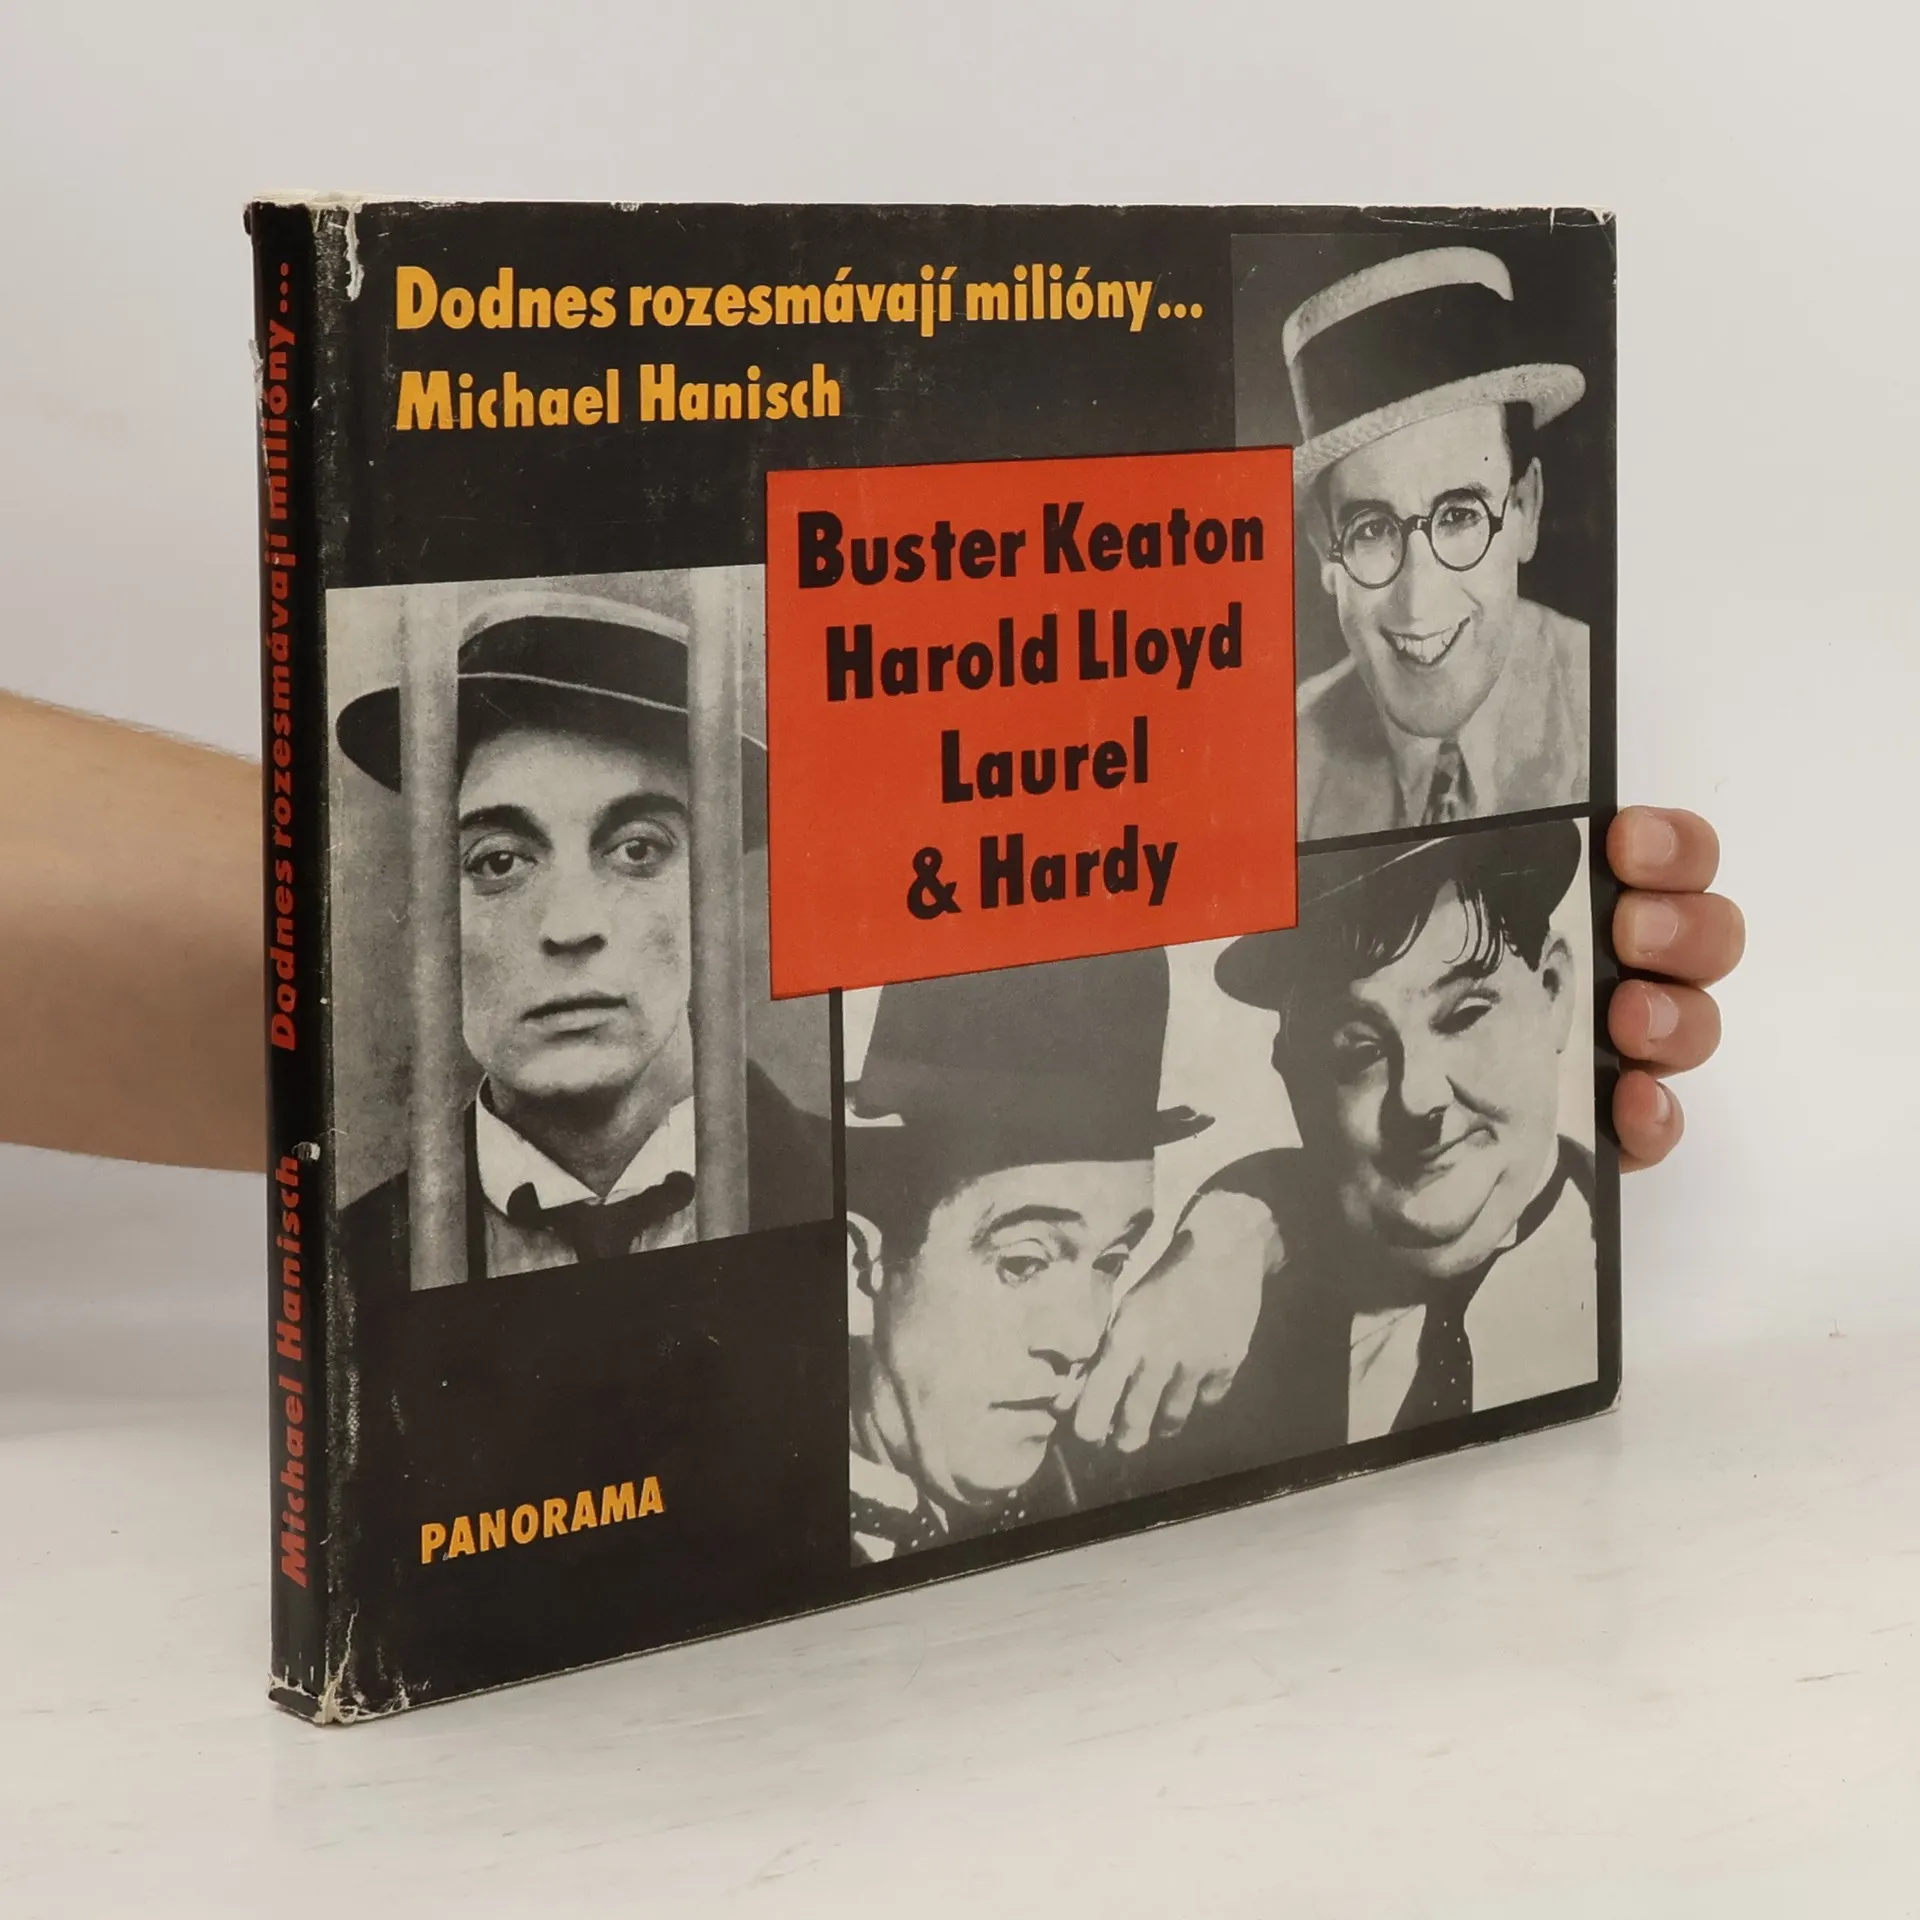 Dodnes rozesmávají milióny...
Michael Hanisch
Buster Keaton
Harold Lloyd
Laurel
& Hardy
PANORAMA
Michael Hanisch Dodnes rozesmávají milióny...